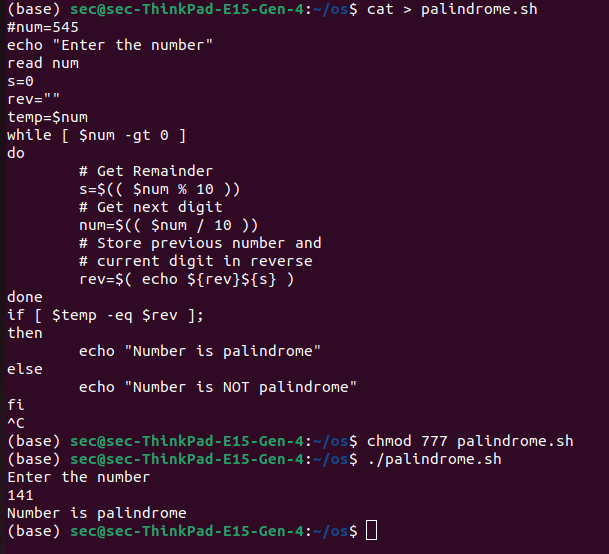 (base) sec@sec-ThinkPad-E15-Gen-4:~/os$ cat > palindrome.sh
#num=545
echo "Enter the number"
read num
s=0
rev=""
temp=$num
while [ $num -gt 0 ]
do
        # Get Remainder
        s=$(( $num % 10 ))
        # Get next digit
        num=$(( $num / 10 ))
        # Store previous number and
        # current digit in reverse
        rev=$( echo ${rev}${s} )
done
if [ $temp -eq $rev ];
then
        echo "Number is palindrome"
else
        echo "Number is NOT palindrome"
fi
^C
(base) sec@sec-ThinkPad-E15-Gen-4:~/os$ chmod 777 palindrome.sh
(base) sec@sec-ThinkPad-E15-Gen-4:~/os$ ./palindrome.sh
Enter the number
141
Number is palindrome
(base) sec@sec-ThinkPad-E15-Gen-4:~/os$